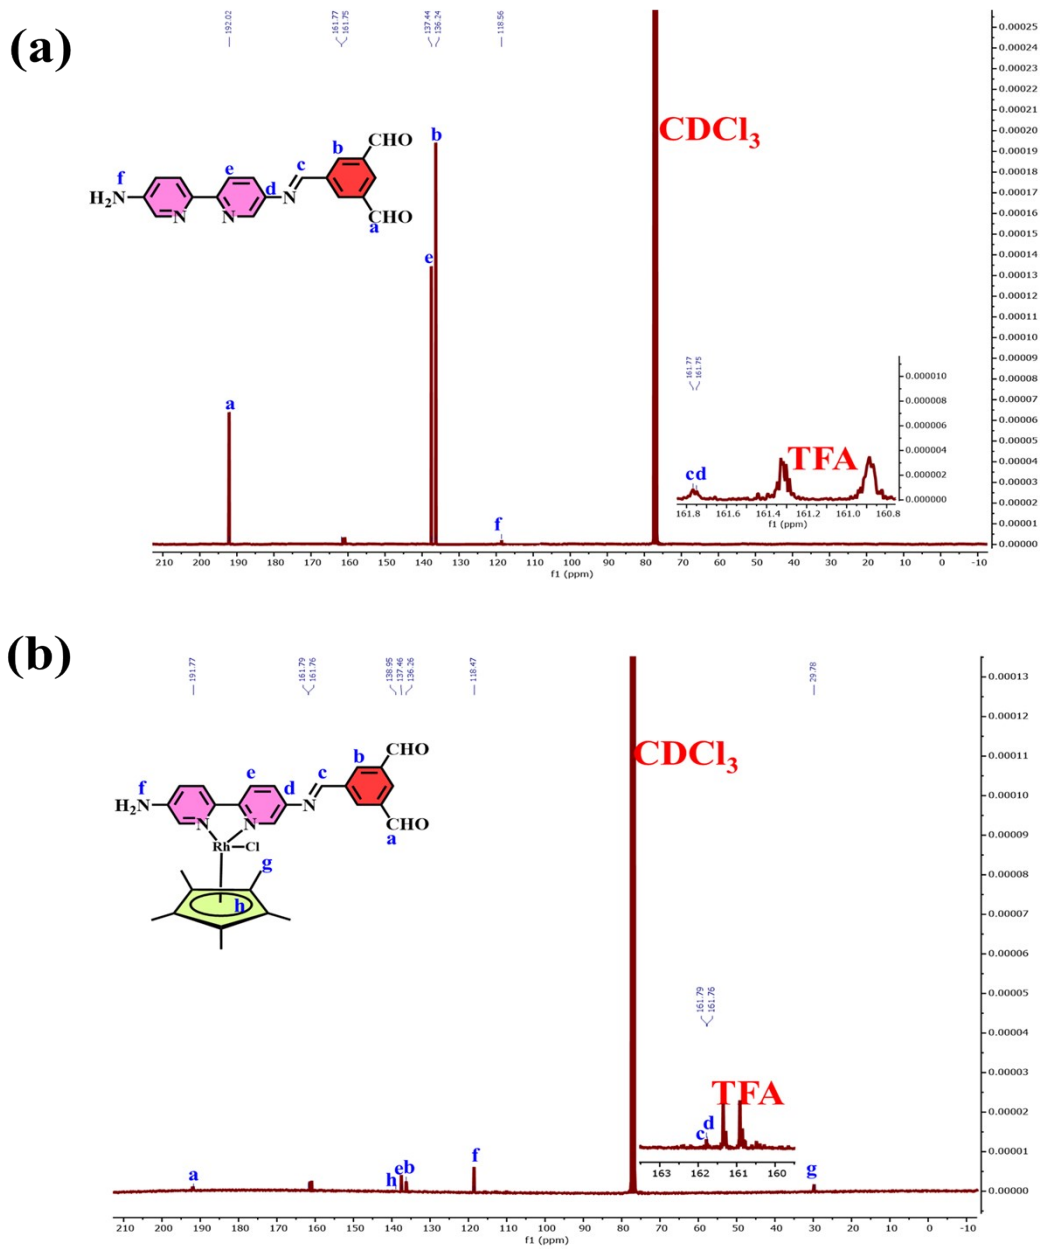 (a)
192.02
161.77
161.75
137.44
136.24
118.56
CDCl3
0.00025
0.00024
0.00023
0.00022
0.00021
0.00020
0.00019
0.00018
0.00017
0.00016
0.00015
0.00014
0.00013
0.00012
0.00011
0.00010
0.00009
0.00008
0.00007
0.00006
0.00005
0.00004
0.00003
0.00002
0.00001
0.00000
f
H2N
N
N
e
d
N
c
b
CHO
CHO
a
b
e
a
f
161.77
161.75
cd
TFA
0.000010
0.000008
0.000006
0.000004
0.000002
0.000000
161.8 161.6 161.4 161.2 161.0 160.8
f1 (ppm)
210 200 190 180 170 160 150 140 130 120 110 100 90 80 70 60 50 40 30 20 10 0 -10
f1 (ppm)
(b)
191.77
161.79
161.76
138.95
137.46
136.26
118.47
29.78
CDCl3
0.00013
0.00012
0.00011
0.00010
0.00009
0.00008
0.00007
0.00006
0.00005
0.00004
0.00003
0.00002
0.00001
0.00000
f
H2N
N
N
e
d
N
c
b
CHO
CHO
a
Rh
Cl
g
h
161.79
161.76
TFA
c
d
163 162 161 160
a
h
e
b
f
g
210 200 190 180 170 160 150 140 130 120 110 100 90 80 70 60 50 40 30 20 10 0 -10
f1 (ppm)